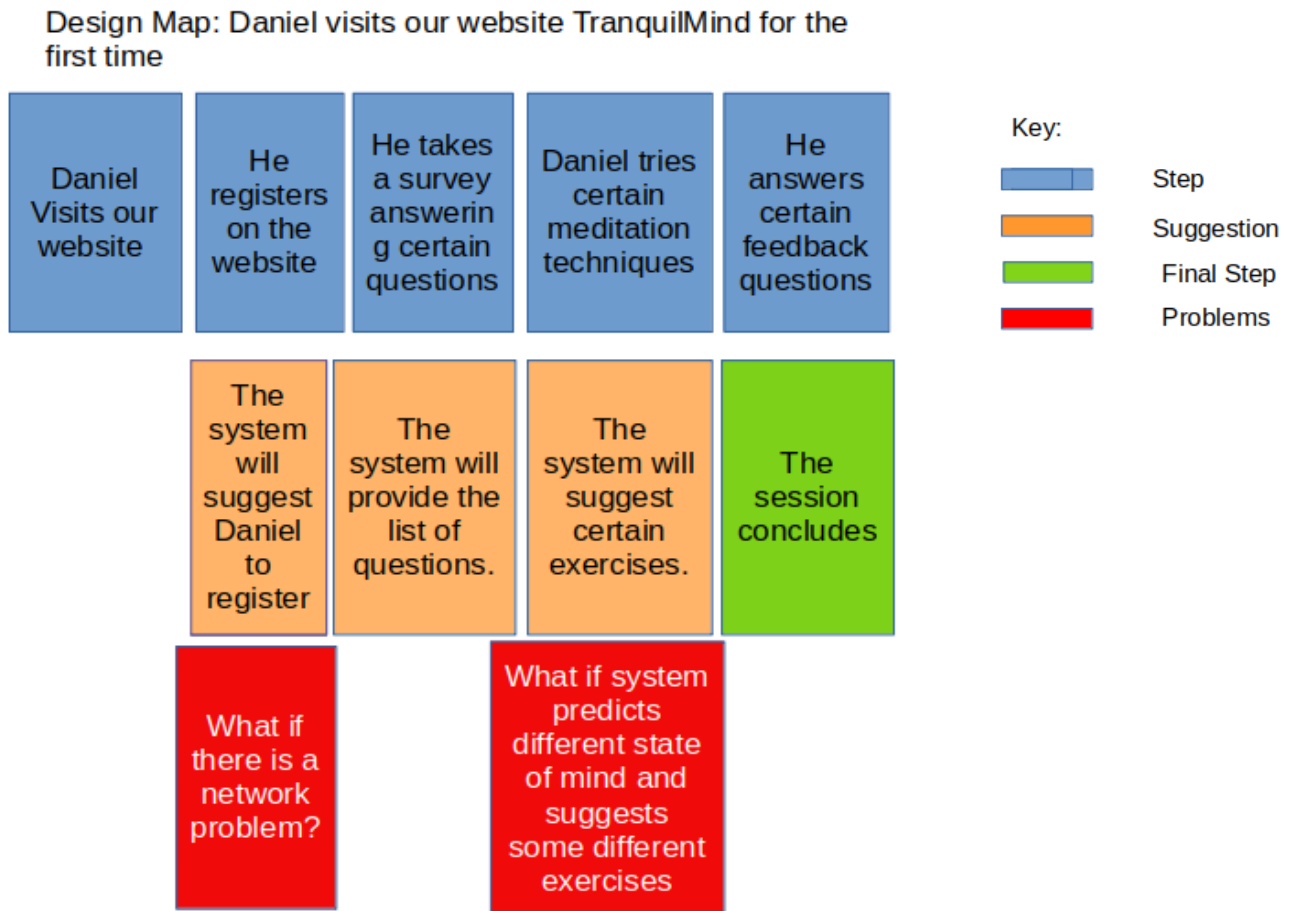 Design Map: Daniel visits our website TranquilMind for the
first time
Daniel
Visits our
website
He
registers
on the
website
He takes
a survey
answerin
g certain
questions
Daniel tries
certain
meditation
techniques
He
answers
certain
feedback
questions
Key:
Step
Suggestion
Final Step
Problems
The
system
will
suggest
Daniel
to
register
The
system will
provide the
list of
questions.
The
system will
suggest
certain
exercises.
The
session
concludes
What if
there is a
network
problem?
What if system
predicts
different state
of mind and
suggests
some different
exercises